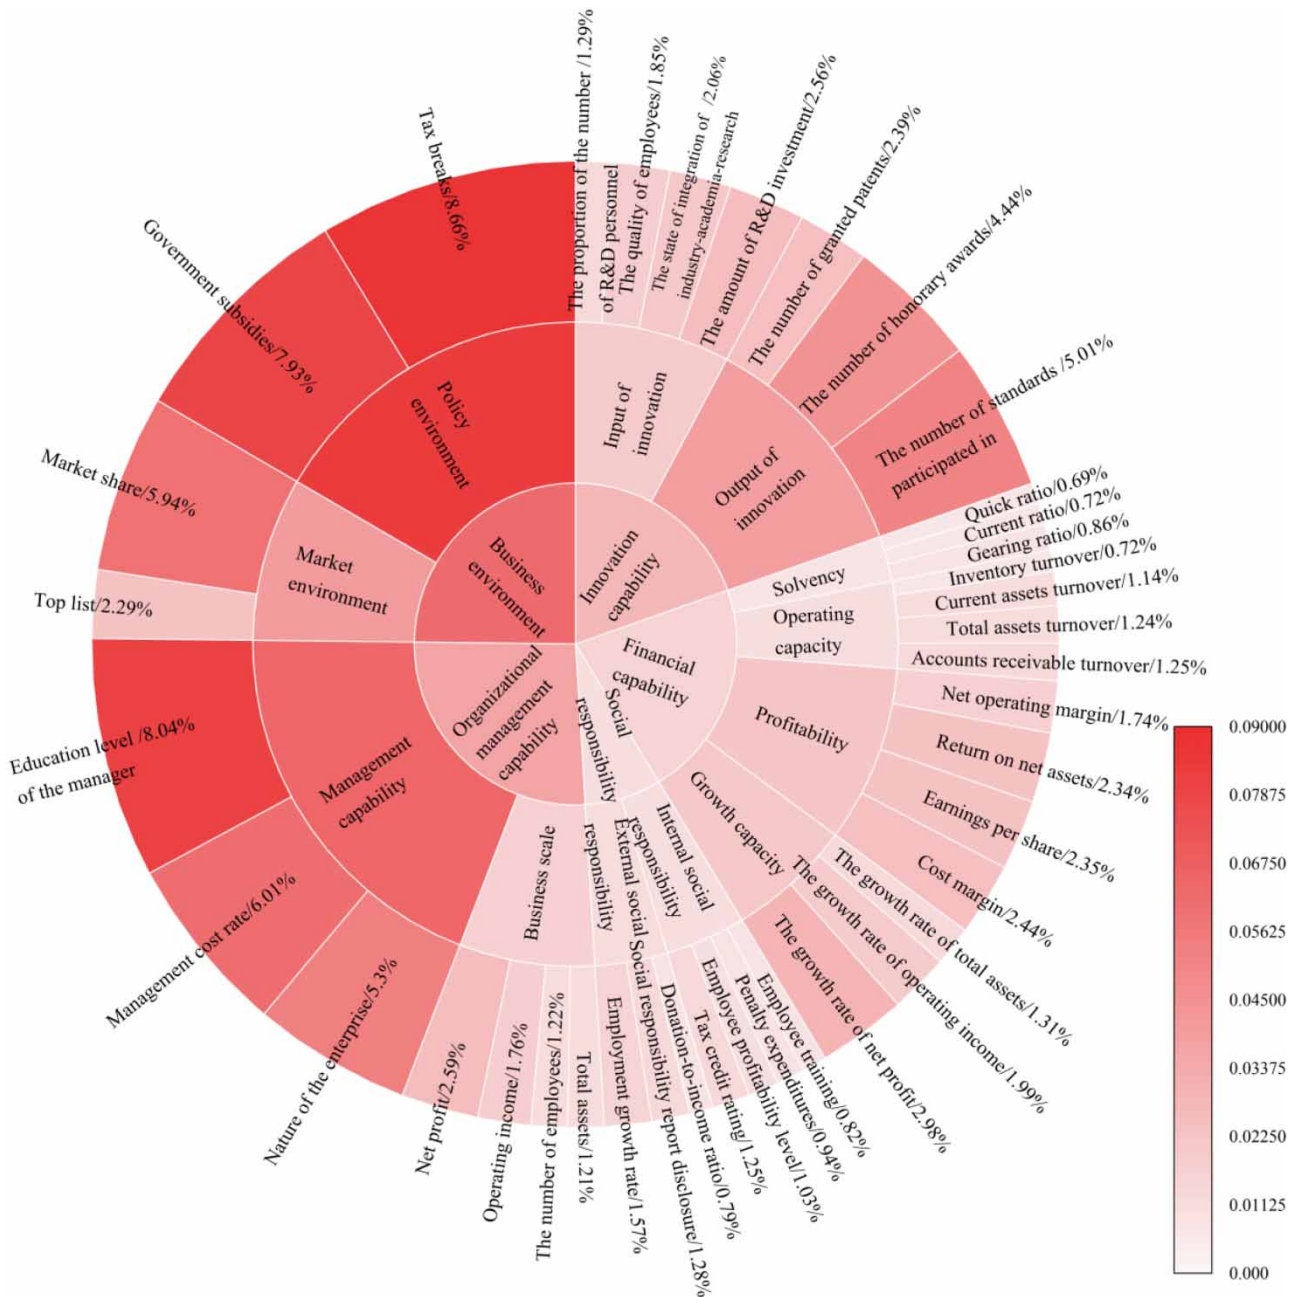 The proportion of the number /1.29%
of R&D personnel
The quality of employees/1.85%
The state of integration of /2.06%
industry-academia-research
The amount of R&D investment/2.56%
The number of granted patents/2.39%
The number of honorary awards/4.44%
The number of standards /5.01%
participated in
Quick ratio/0.69%
Current ratio/0.72%
Gearing ratio/0.86%
Inventory turnover/0.72%
Current assets turnover/1.14%
Total assets turnover/1.24%
Accounts receivable turnover/1.25%
Net operating margin/1.74%
Return on net assets/2.34%
Earnings per share/2.35%
Cost margin/2.44%
The growth rate of total assets/1.31%
The growth rate of operating income/1.99%
The growth rate of net profit/2.98%
Employee training/0.82%
Penalty expenditures/0.94%
Employee profitability level/1.03%
Tax credit rating/1.25%
Donation-to-income ratio/0.79%
Social responsibility report disclosure/1.28%
Employment growth rate/1.57%
Total assets/1.21%
The number of employees/1.22%
Operating income/1.76%
Net profit/2.59%
Nature of the enterprise/5.3%
Management cost rate/6.01%
Education level /8.04%
of the manager
Top list/2.29%
Market share/5.94%
Government subsidies/7.93%
Tax breaks/8.66%
Input of
innovation
Output of
innovation
Solvency
Operating
capacity
Profitability
Growth capacity
Internal social
responsibility
External social
responsibility
Business scale
Management
capability
Market
environment
Policy
environment
Innovation
capability
Financial
capability
Social
responsibility
Organizational
management
capability
Business
environment
0.09000
0.07875
0.06750
0.05625
0.04500
0.03375
0.02250
0.01125
0.000